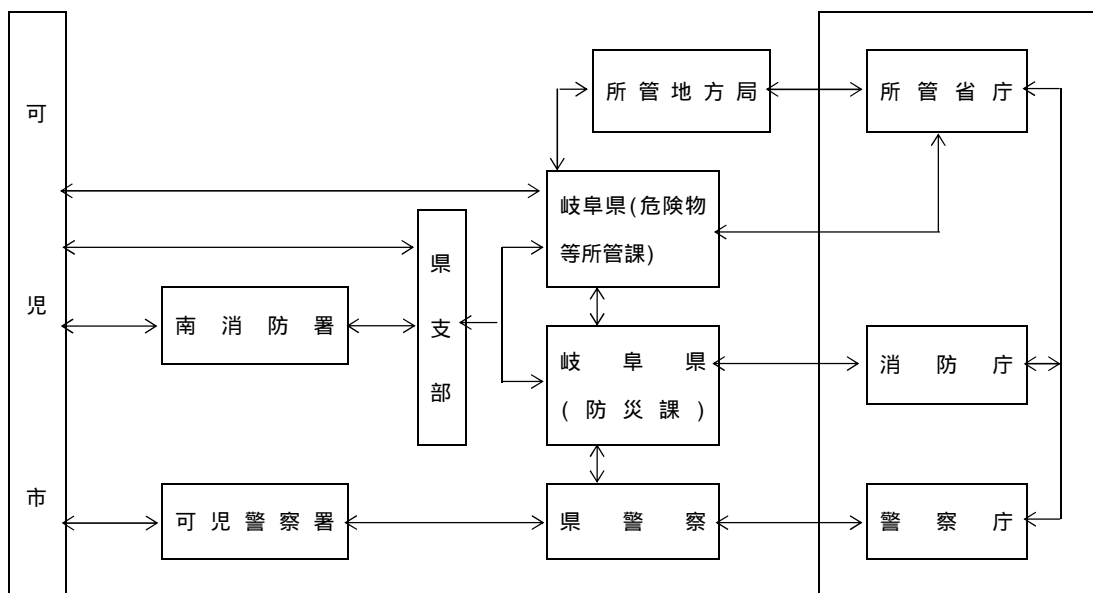 可児市
所管地方局
所管省庁
岐阜県(危険物
等所管課)
県支部
南消防署
岐阜県
(防災課)
消防庁
可児警察署
県警察
警察庁